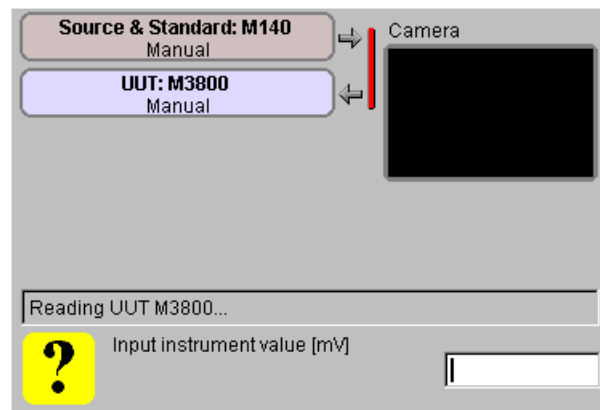 Source & Standard: M140
Manual
Camera
UUT: M3800
Manual
Reading UUT M3800...
? Input instrument value [mV]